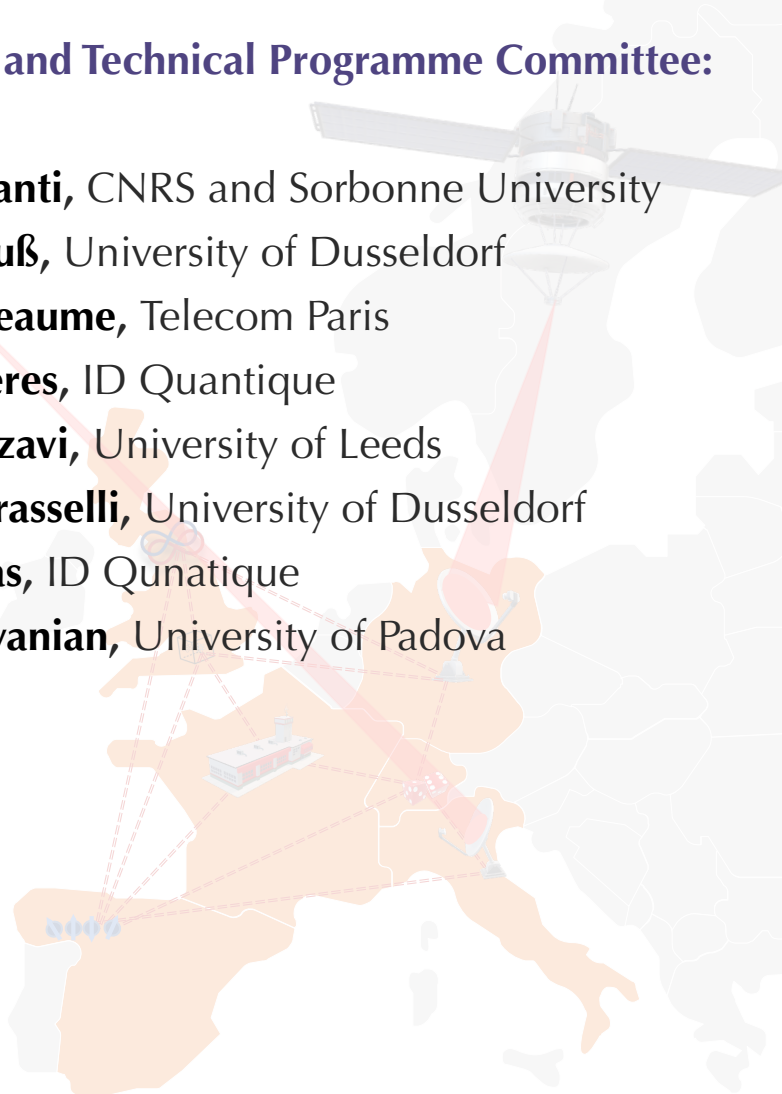 and Technical Programme Committee:
anti, CNRS and Sorbonne University
uß, University of Dusseldorf
eaume, Telecom Paris
eres, ID Quantique
zavi, University of Leeds
rasselli, University of Dusseldorf
as, ID Qunatique
vanian, University of Padova